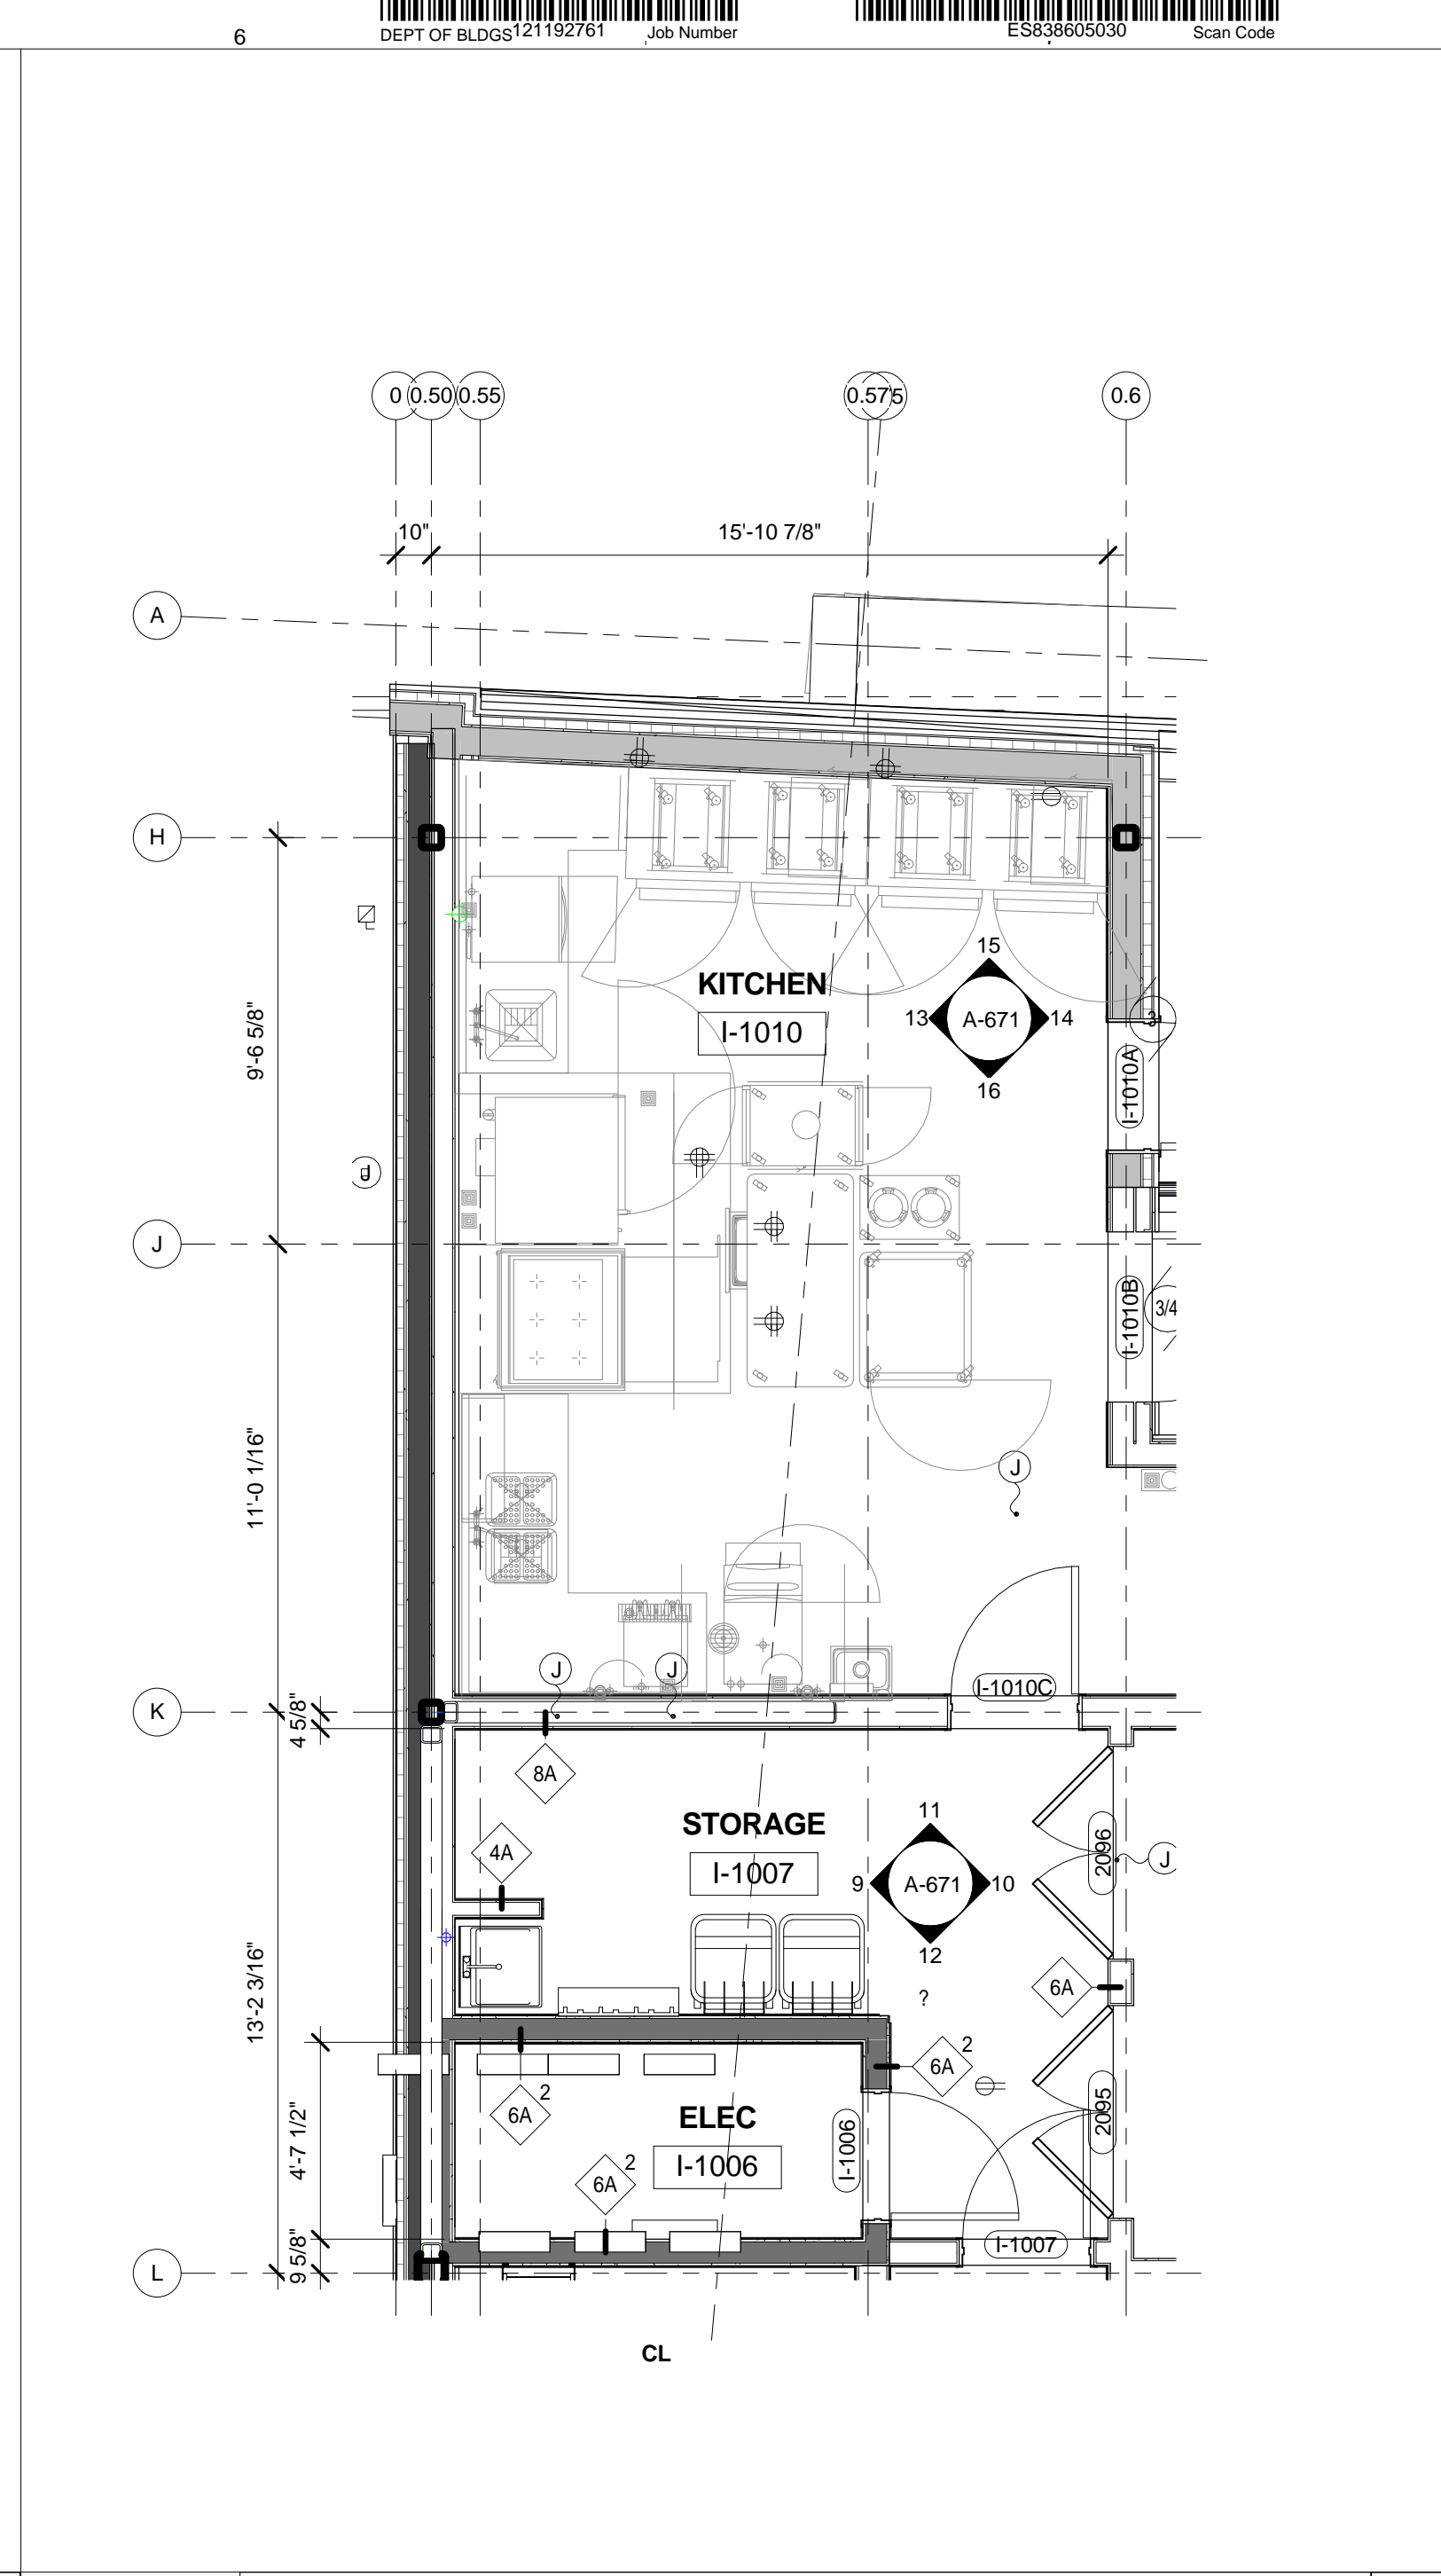 6
DEPT OF BLDGS 121192761 Job Number
ES838605030 Scan Code
0 0.50 0.55 0.57 5 0.6
10" 15'-10 7/8"
A
H
15
KITCHEN
13 A-671 14
I-1010
3
16
9'-6 5/8"
I-1010A
J
J
I-1010B
3/4
11'-0 1/16"
J
J J
I-1010C
K
4 5/8"
8A
11
STORAGE
4A
2096
J
I-1007
9 A-671 10
12
6A
?
13'-2 3/16"
6A 2
6A 2
ELEC
2095
4'-7 1/2"
I-1006
I-1006
6A 2
I-1007
9 5/8"
L
CL